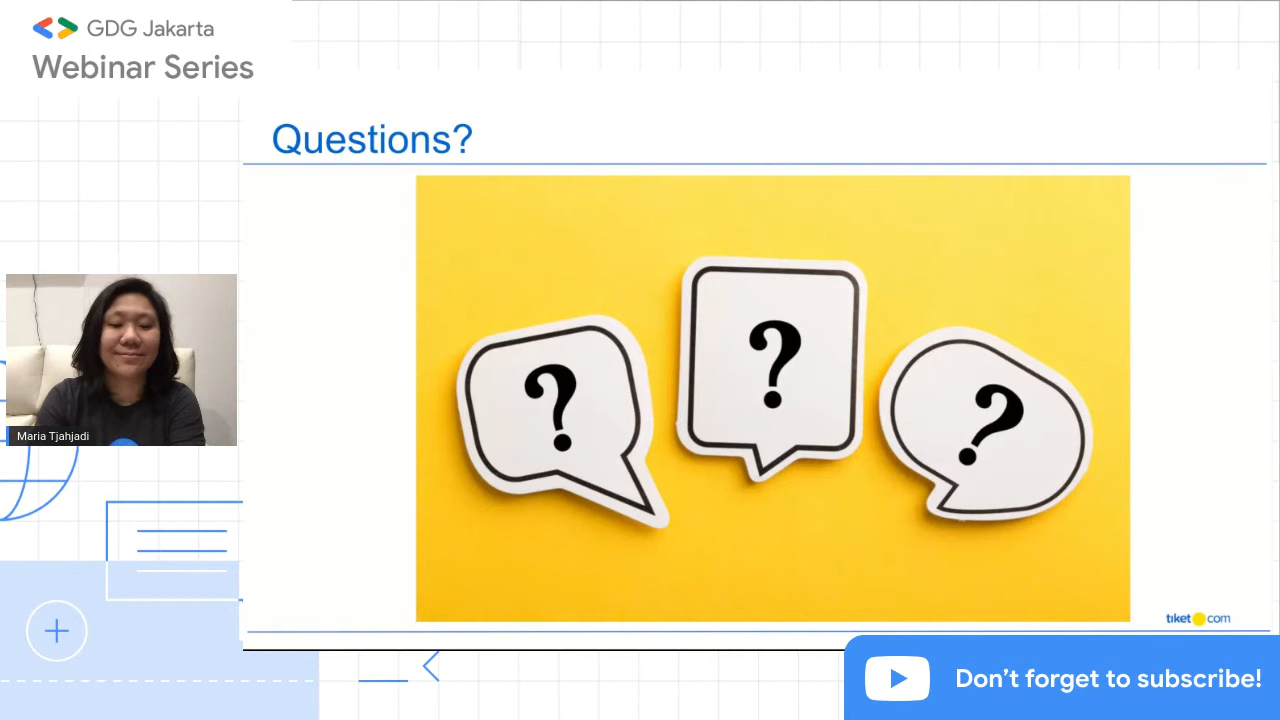 GDG Jakarta
Webinar Series
Questions?
?
?
?
Maria Tjahjadi
tiket com
Don’t forget to subscribe!